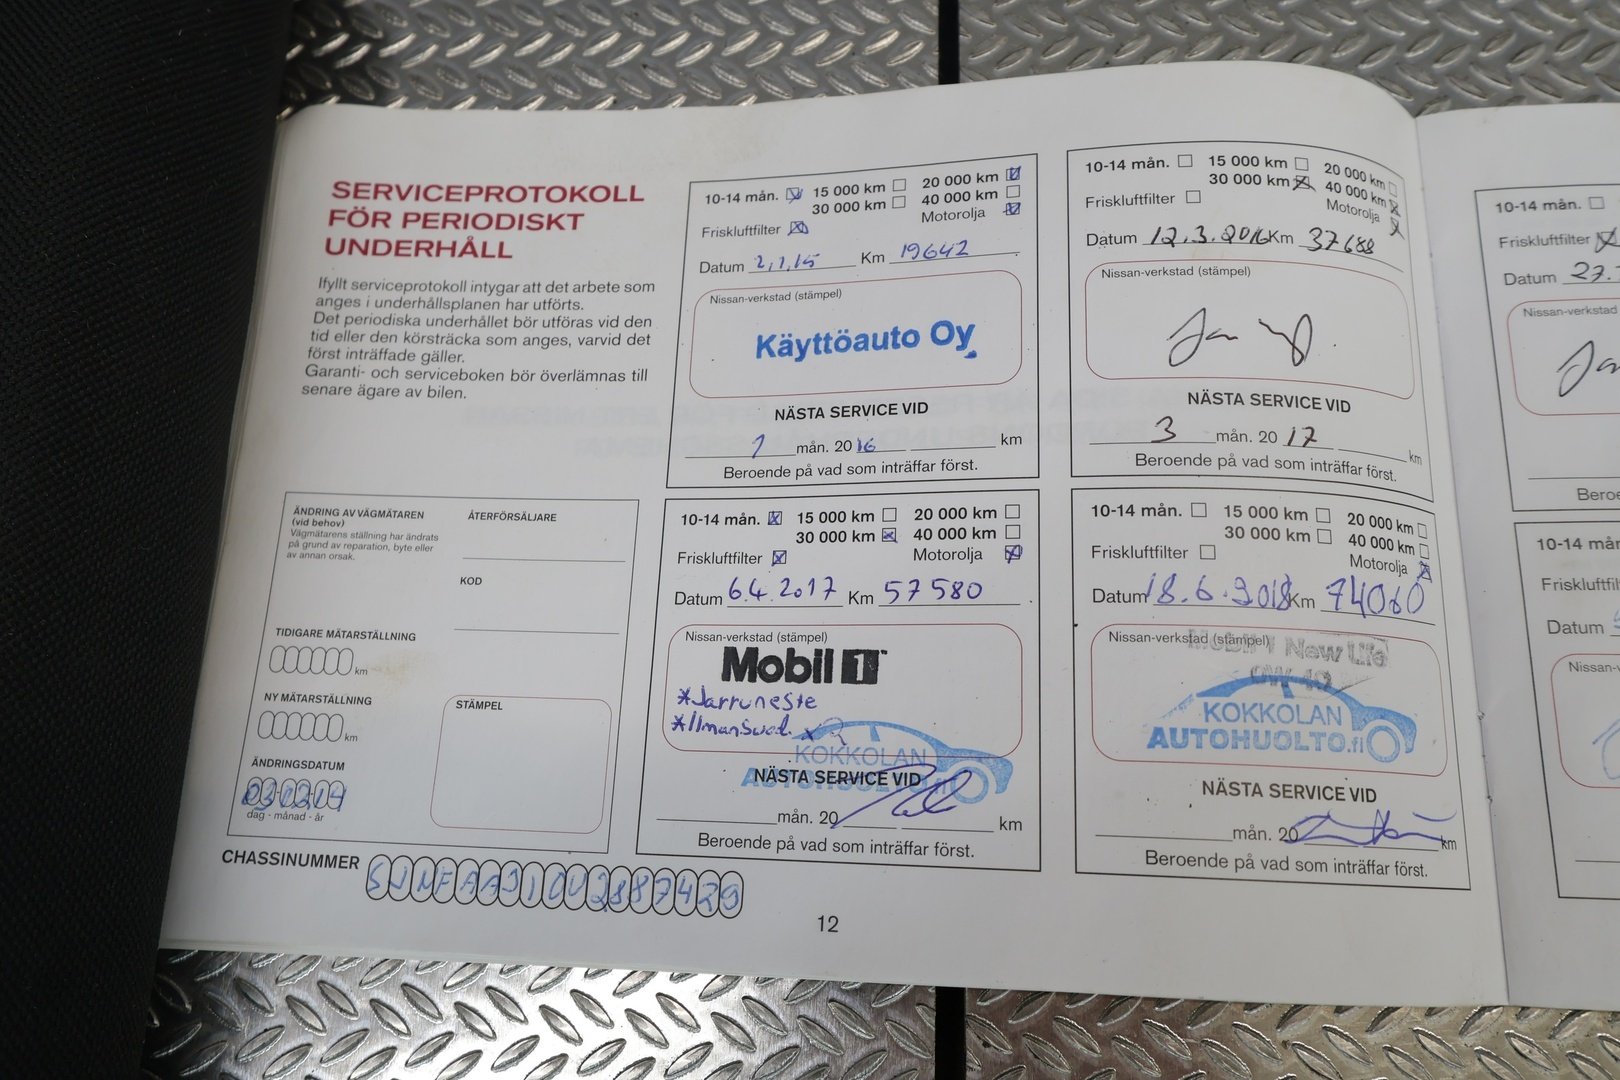 SERVICEPROTOKOLL
FÖR PERIODISKT
UNDERHÅLL
Ifyllt serviceprotokoll intygar att det arbete som
anges i underhållsplanen har utförts.
Det periodiska underhållet bör utföras vid den
tid eller den körsträcka som anges, varvid det
först inträffade gäller.
Garanti- och serviceboken bör överlämnas till
senare ägare av bilen.
ÄNDRING AV VÄGMÄTAREN
(vid behov)
Vägmätarens ställning har ändrats
på grund av reparation, byte eller
av annan orsak.
ÅTERFÖRSÄLJARE
KOD
TIDIGARE MÄTARSTÄLLNING
km
NY MÄTARSTÄLLNING
km
ÄNDRINGSDATUM
dag - månad - år
STÄMPEL
CHASSINUMMER
10-14 mån. 15 000 km 20 000 km
30 000 km 40 000 km
Friskluftfilter Motorolja
Datum 2.1.15 Km 19642
Nissan-verkstad (stämpel)
Käyttöauto Oy
NÄSTA SERVICE VID
1 mån. 20 16 km
Beroende på vad som inträffar först.
10-14 mån. 15 000 km 20 000 km
30 000 km 40 000 km
Friskluftfilter Motorolja
Datum 12.3.2016 Km 37688
Nissan-verkstad (stämpel)
NÄSTA SERVICE VID
3 mån. 20 17 km
Beroende på vad som inträffar först.
10-14 mån. 15 000 km 20 000 km
30 000 km 40 000 km
Friskluftfilter Motorolja
Datum 6.4.2017 Km 57580
Nissan-verkstad (stämpel)
Mobil 1
*Jarruneste
*Ilmansuod. x 2
KOKKOLAN
AUTOHUOLTO.fi
NÄSTA SERVICE VID
mån. 20 km
Beroende på vad som inträffar först.
10-14 mån. 15 000 km 20 000 km
30 000 km 40 000 km
Friskluftfilter Motorolja
Datum 18.6.2018 Km 74060
Nissan-verkstad (stämpel)
Mobil 1 New Life
0W-40
KOKKOLAN
AUTOHUOLTO.fi
NÄSTA SERVICE VID
mån. 20 km
Beroende på vad som inträffar först.
12
10-14 mån.
Friskluftfilter
Datum 27.
Nissan-verkstad
Datum